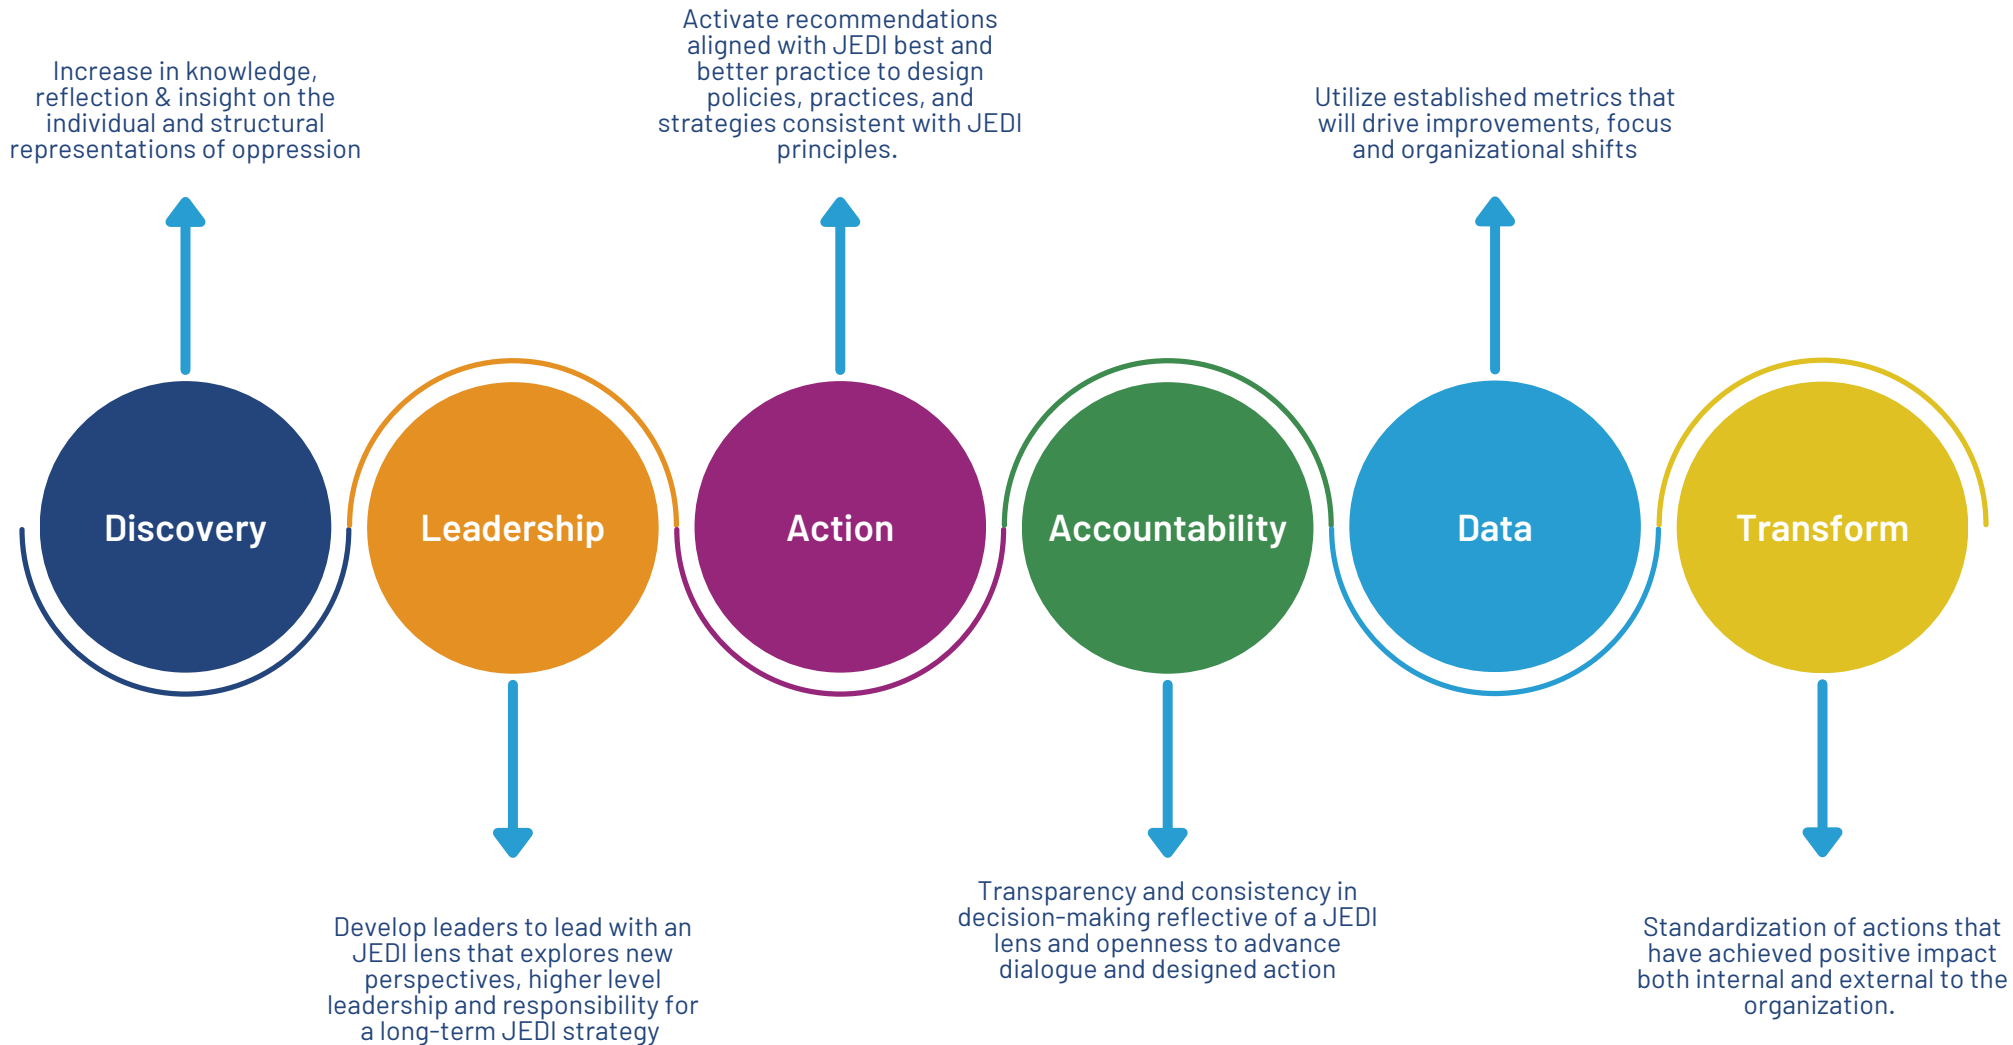 Increase in knowledge,
reflection & insight on the
individual and structural
representations of oppression
Activate recommendations
aligned with JEDI best and
better practice to design
policies, practices, and
strategies consistent with JEDI
principles.
Utilize established metrics that
will drive improvements, focus
and organizational shifts
Discovery
Leadership
Action
Accountability
Data
Transform
Develop leaders to lead with an
JEDI lens that explores new
perspectives, higher level
leadership and responsibility for
a long-term JEDI strategy
Transparency and consistency in
decision-making reflective of a JEDI
lens and openness to advance
dialogue and designed action
Standardization of actions that
have achieved positive impact
both internal and external to the
organization.